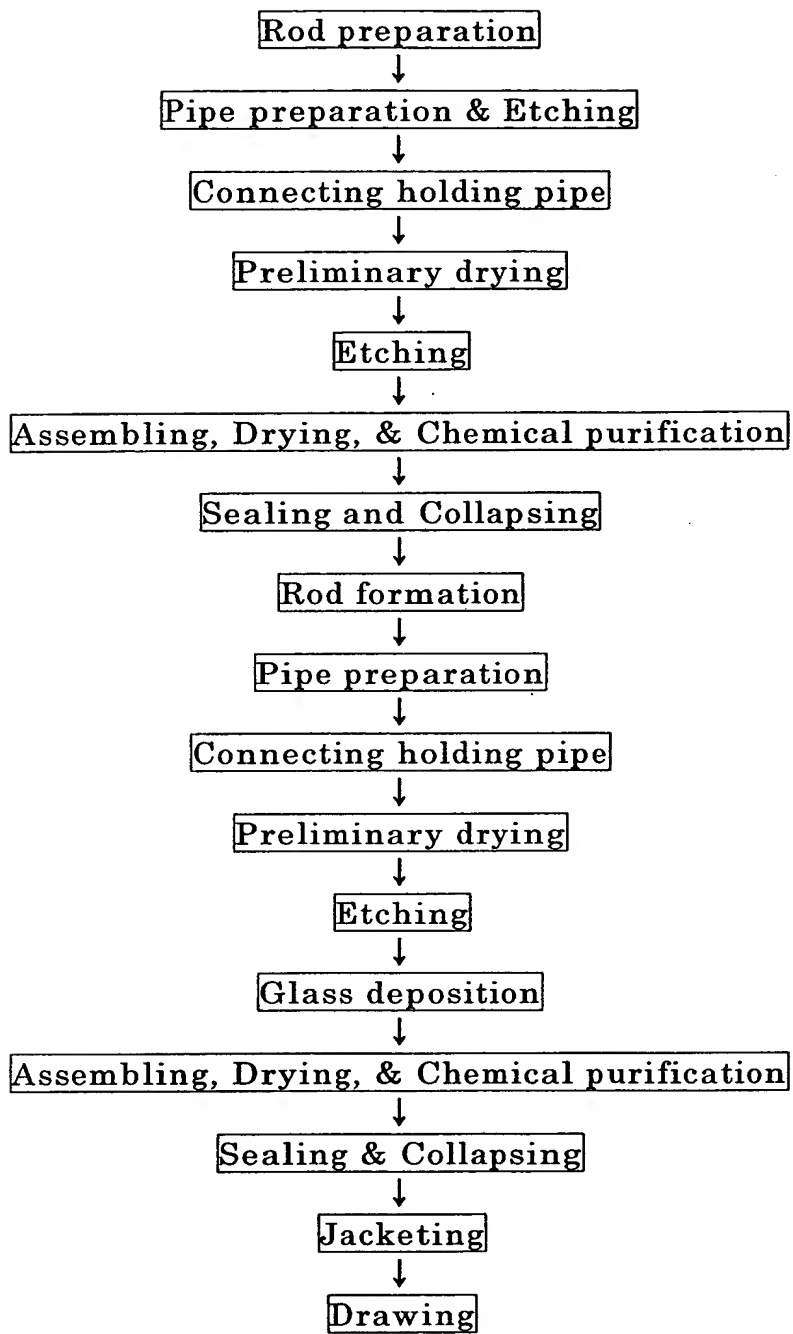 Rod preparation
Pipe preparation & Etching
Connecting holding pipe
Preliminary drying
Etching
Assembling, Drying, & Chemical purification
Sealing and Collapsing
Rod formation
Pipe preparation
Connecting holding pipe
Preliminary drying
Etching
Glass deposition
Assembling, Drying, & Chemical purification
Sealing & Collapsing
Jacketing
Drawing